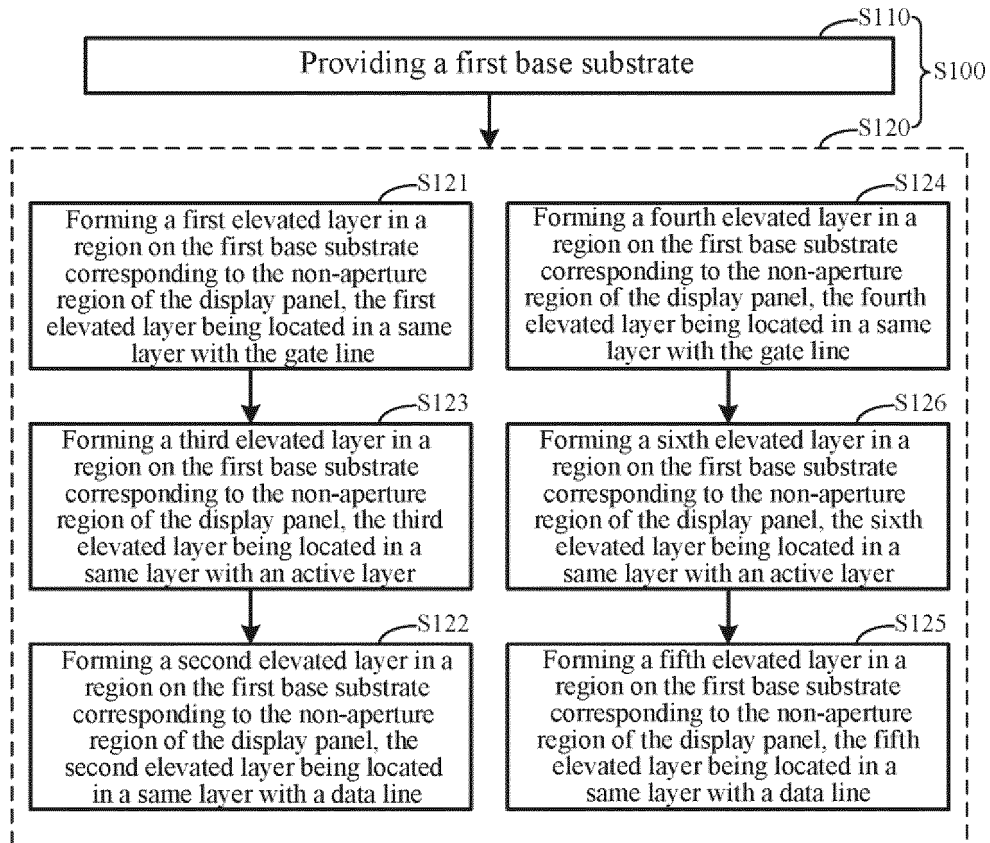 S110
Providing a first base substrate
S100
S120
S121
Forming a first elevated layer in a
region on the first base substrate
corresponding to the non-aperture
region of the display panel, the first
elevated layer being located in a same
layer with the gate line
S124
Forming a fourth elevated layer in a
region on the first base substrate
corresponding to the non-aperture
region of the display panel, the fourth
elevated layer being located in a same
layer with the gate line
S123
Forming a third elevated layer in a
region on the first base substrate
corresponding to the non-aperture
region of the display panel, the third
elevated layer being located in a
same layer with an active layer
S126
Forming a sixth elevated layer in a
region on the first base substrate
corresponding to the non-aperture
region of the display panel, the sixth
elevated layer being located in a
same layer with an active layer
S122
Forming a second elevated layer in a
region on the first base substrate
corresponding to the non-aperture
region of the display panel, the
second elevated layer being located
in a same layer with a data line
S125
Forming a fifth elevated layer in a
region on the first base substrate
corresponding to the non-aperture
region of the display panel, the fifth
elevated layer being located in a
same layer with a data line